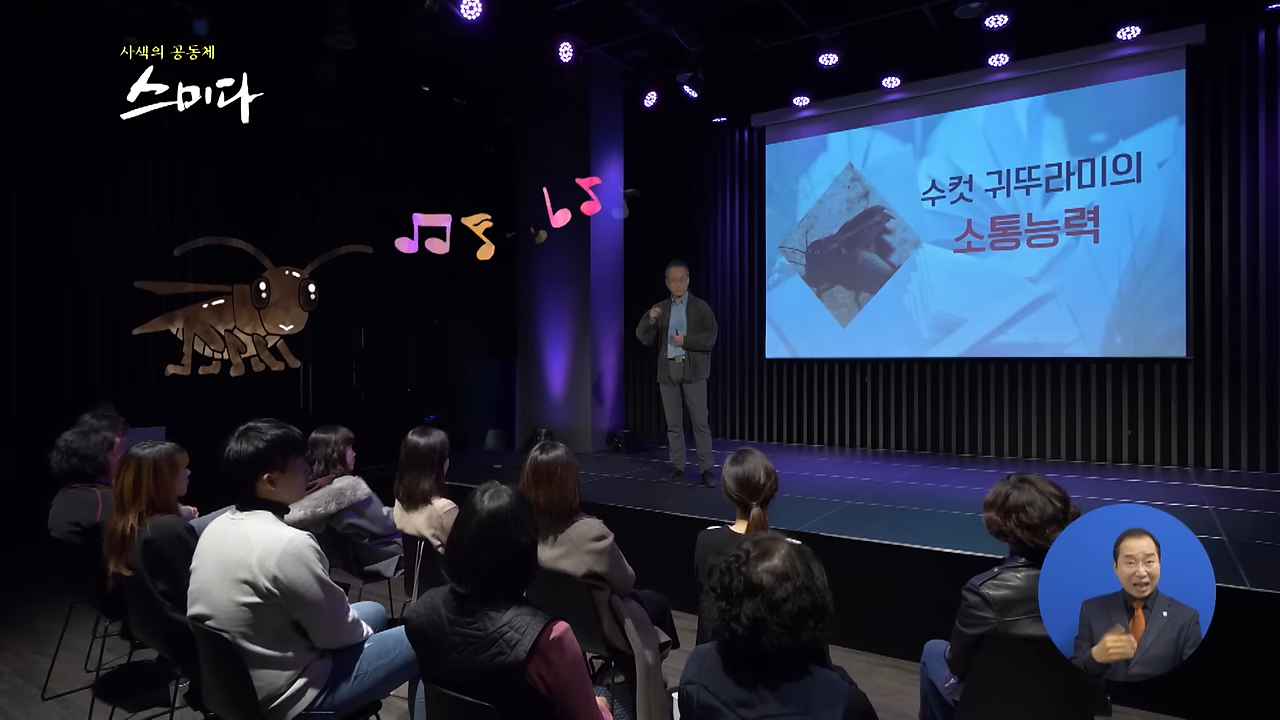 사색의 공동체
스미다
수컷 귀뚜라미의
소통능력